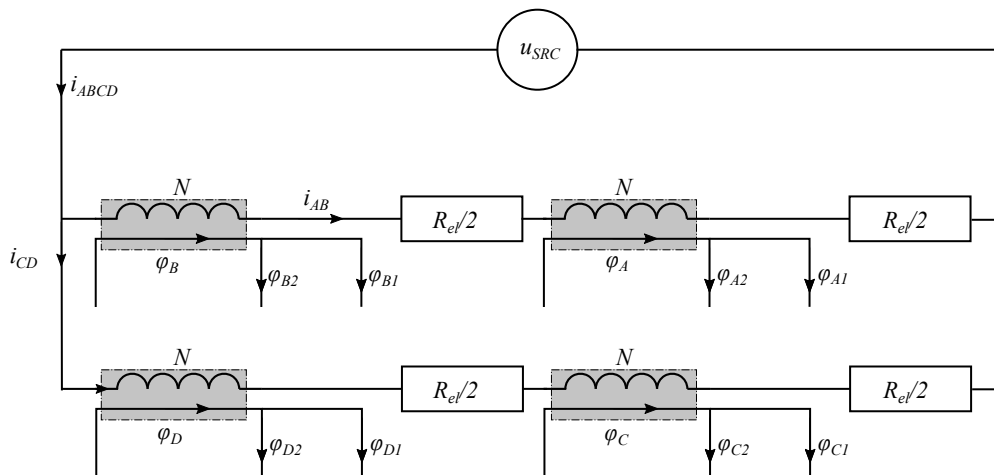 u_SRC
i_ABCD
N
i_AB
R_el/2
N
R_el/2
i_CD
φ_B
φ_B2
φ_B1
φ_A
φ_A2
φ_A1
N
R_el/2
N
R_el/2
φ_D
φ_D2
φ_D1
φ_C
φ_C2
φ_C1